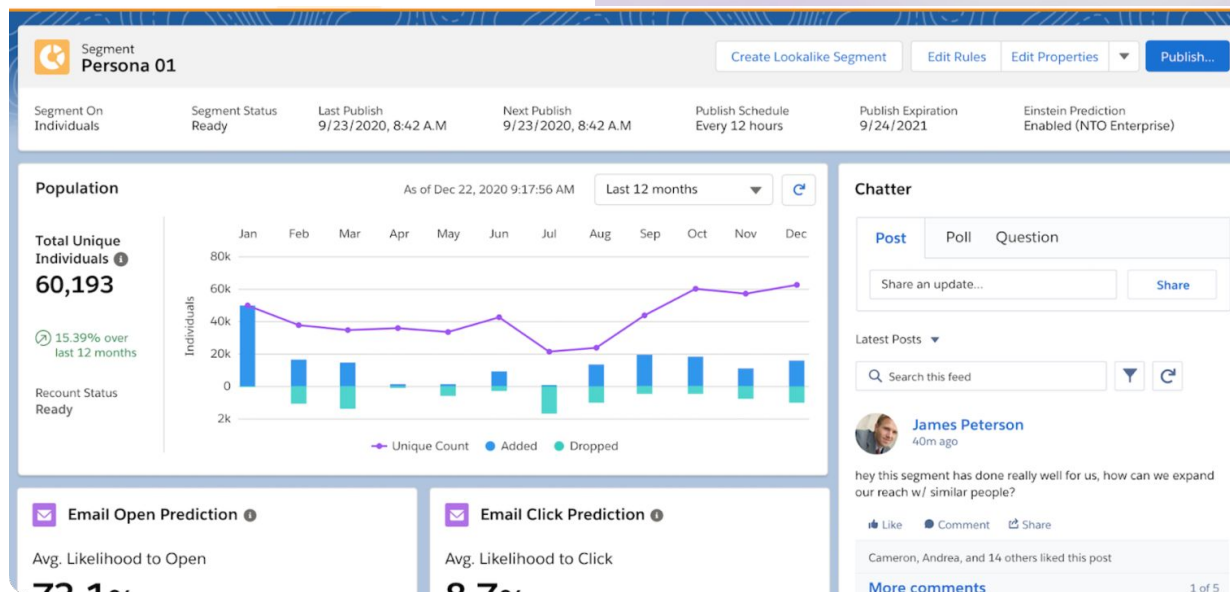 Segment
Persona 01
Create Lookalike Segment
Edit Rules
Edit Properties
Publish...
Segment On
Individuals
Segment Status
Ready
Last Publish
9/23/2020, 8:42 A.M
Next Publish
9/23/2020, 8:42 A.M
Publish Schedule
Every 12 hours
Publish Expiration
9/24/2021
Einstein Prediction
Enabled (NTO Enterprise)
Population
As of Dec 22, 2020 9:17:56 AM
Last 12 months
Total Unique
Individuals
60,193
15.39% over
last 12 months
Recount Status
Ready
Jan Feb Mar Apr May Jun Jul Aug Sep Oct Nov Dec
Individuals
80k
60k
40k
20k
0
2k
Unique Count Added Dropped
Email Open Prediction
Avg. Likelihood to Open
73.1%
Email Click Prediction
Avg. Likelihood to Click
8.7%
Chatter
Post Poll Question
Share an update...
Share
Latest Posts
Search this feed
James Peterson
40m ago
hey this segment has done really well for us, how can we expand
our reach w/ similar people?
Like Comment Share
Cameron, Andrea, and 14 others liked this post
More comments
1 of 5